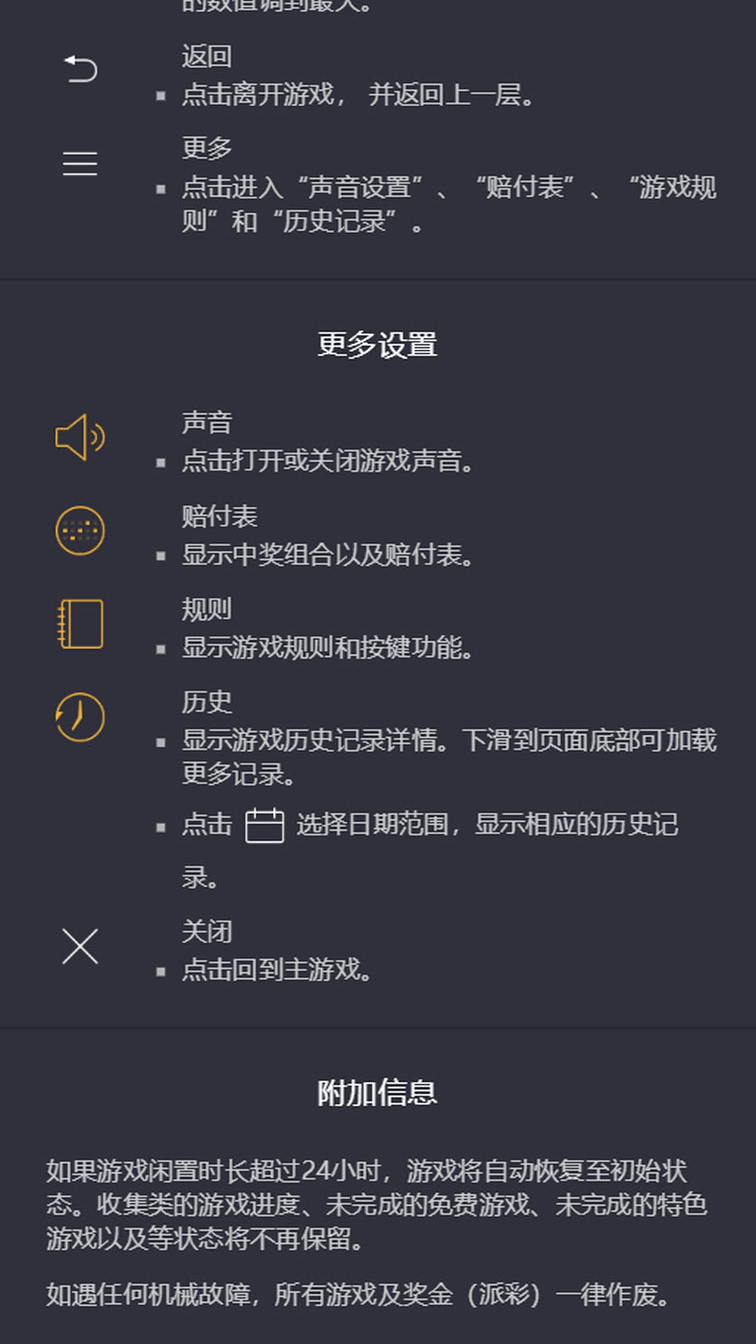 的数值调到最大。
返回
点击离开游戏， 并返回上一层。
更多
点击进入“声音设置”、“赔付表”、“游戏规
则”和“历史记录”。
更多设置
声音
点击打开或关闭游戏声音。
赔付表
显示中奖组合以及赔付表。
规则
显示游戏规则和按键功能。
历史
显示游戏历史记录详情。下滑到页面底部可加载
更多记录。
点击 选择日期范围，显示相应的历史记
录。
关闭
点击回到主游戏。
附加信息
如果游戏闲置时长超过24小时，游戏将自动恢复至初始状
态。收集类的游戏进度、未完成的免费游戏、未完成的特色
游戏以及等状态将不再保留。
如遇任何机械故障，所有游戏及奖金（派彩）一律作废。